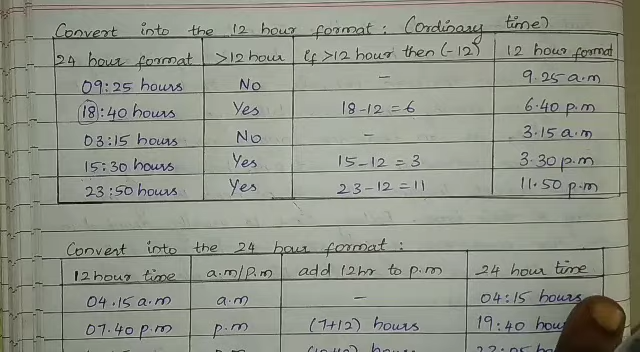 Convert into the 12 hour format : (ordinary time)
24 hour format >12 hour if >12 hour then (-12) 12 hour format
09:25 hours No - 9.25 a.m
18:40 hours Yes 18-12 = 6 6.40 p.m
03:15 hours No - 3.15 a.m
15:30 hours Yes 15-12 = 3 3.30 p.m
23:50 hours Yes 23-12 = 11 11.50 p.m
Convert into the 24 hour format :
12 hour time a.m/p.m add 12hr to p.m 24 hour time
04.15 a.m a.m - 04:15 hours
07.40 p.m p.m (7+12) hours 19:40 hou